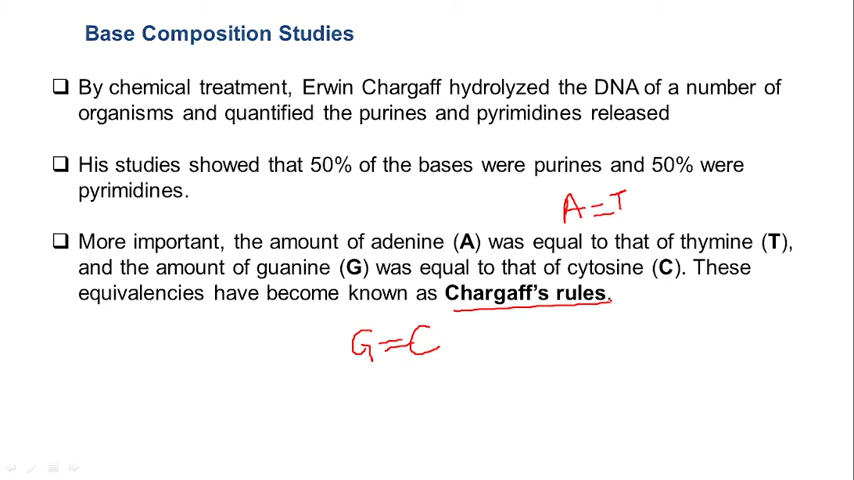 Base Composition Studies
By chemical treatment, Erwin Chargaff hydrolyzed the DNA of a number of
organisms and quantified the purines and pyrimidines released
His studies showed that 50% of the bases were purines and 50% were
pyrimidines.
A=T
More important, the amount of adenine (A) was equal to that of thymine (T),
and the amount of guanine (G) was equal to that of cytosine (C). These
equivalencies have become known as Chargaff's rules.
G=C